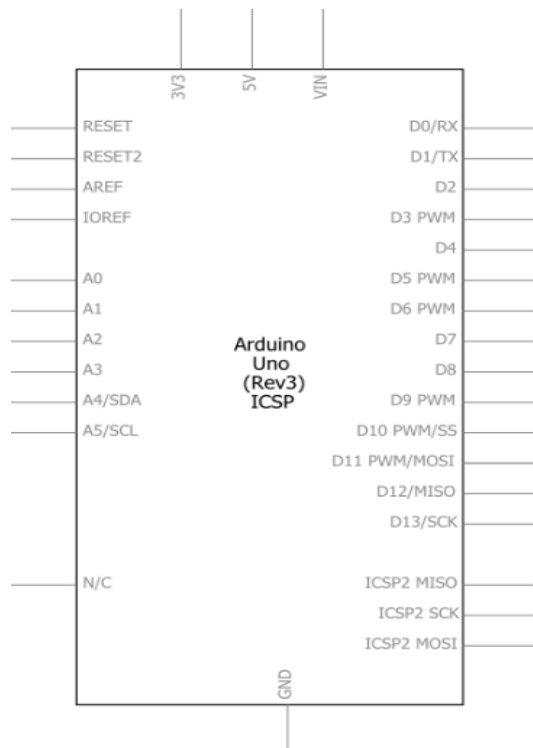 3V3
5V
VIN
RESET
RESET2
AREF
IOREF
A0
A1
A2
A3
A4/SDA
A5/SCL
N/C
Arduino
Uno
(Rev3)
ICSP
D0/RX
D1/TX
D2
D3 PWM
D4
D5 PWM
D6 PWM
D7
D8
D9 PWM
D10 PWM/SS
D11 PWM/MOSI
D12/MISO
D13/SCK
ICSP2 MISO
ICSP2 SCK
ICSP2 MOSI
GND